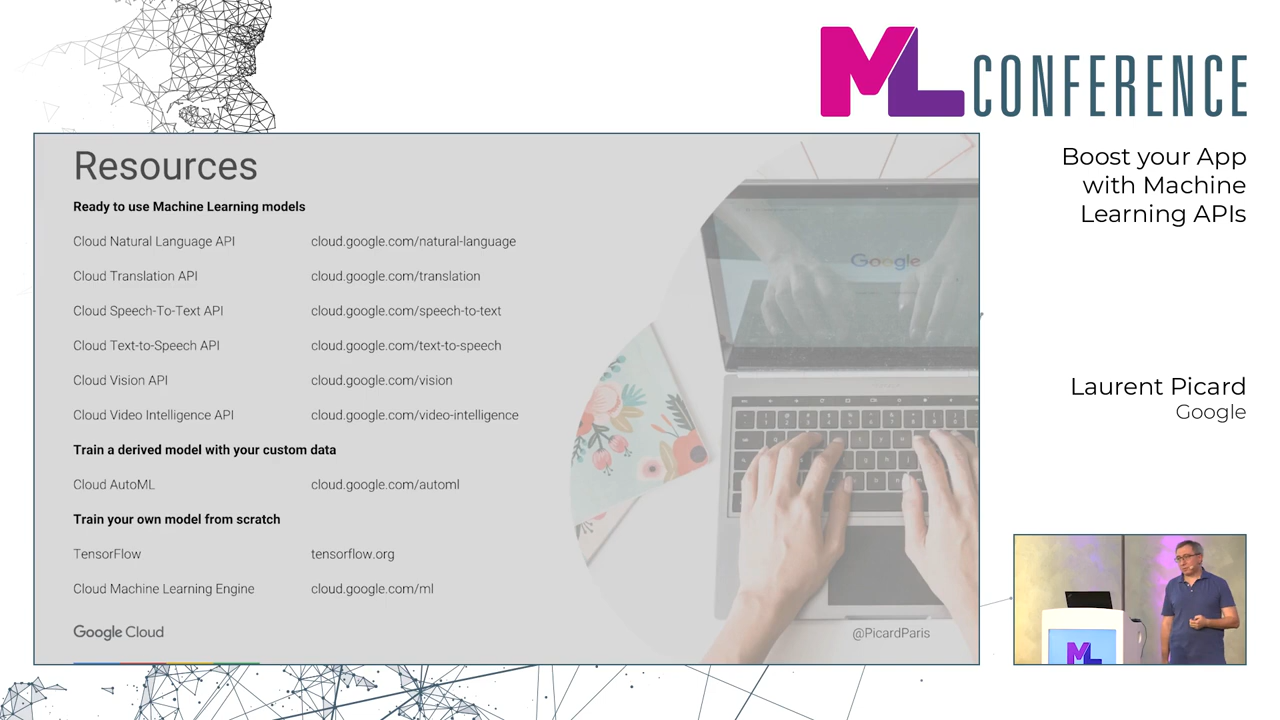 ML CONFERENCE
Boost your App
with Machine
Learning APIs
Laurent Picard
Google
Resources
Ready to use Machine Learning models
Cloud Natural Language API cloud.google.com/natural-language
Cloud Translation API cloud.google.com/translation
Cloud Speech-To-Text API cloud.google.com/speech-to-text
Cloud Text-to-Speech API cloud.google.com/text-to-speech
Cloud Vision API cloud.google.com/vision
Cloud Video Intelligence API cloud.google.com/video-intelligence
Train a derived model with your custom data
Cloud AutoML cloud.google.com/automl
Train your own model from scratch
TensorFlow tensorflow.org
Cloud Machine Learning Engine cloud.google.com/ml
Google Cloud
@PicardParis
Google
ML